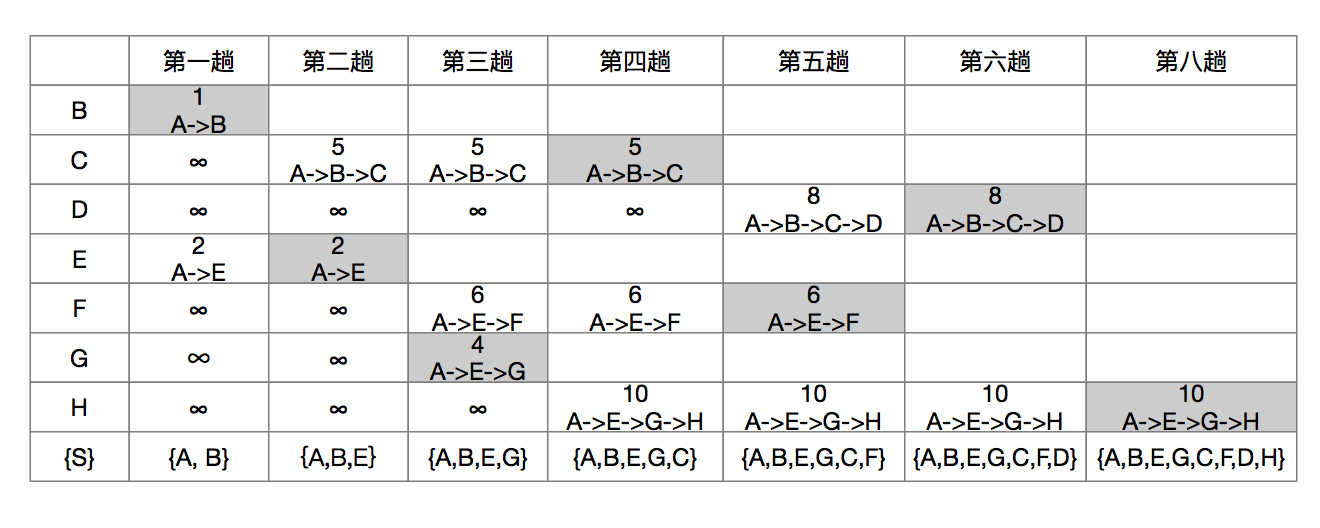 第一趟 第二趟 第三趟 第四趟 第五趟 第六趟 第八趟
B 1
A->B
C ∞ 5 5 5
A->B->C A->B->C A->B->C
D ∞ ∞ ∞ ∞ 8 8
A->B->C->D A->B->C->D
E 2 2
A->E A->E
F ∞ ∞ 6 6 6
A->E->F A->E->F A->E->F
G ∞ ∞ 4
A->E->G
H ∞ ∞ ∞ 10 10 10 10
A->E->G->H A->E->G->H A->E->G->H A->E->G->H
{S} {A, B} {A,B,E} {A,B,E,G} {A,B,E,G,C} {A,B,E,G,C,F} {A,B,E,G,C,F,D} {A,B,E,G,C,F,D,H}